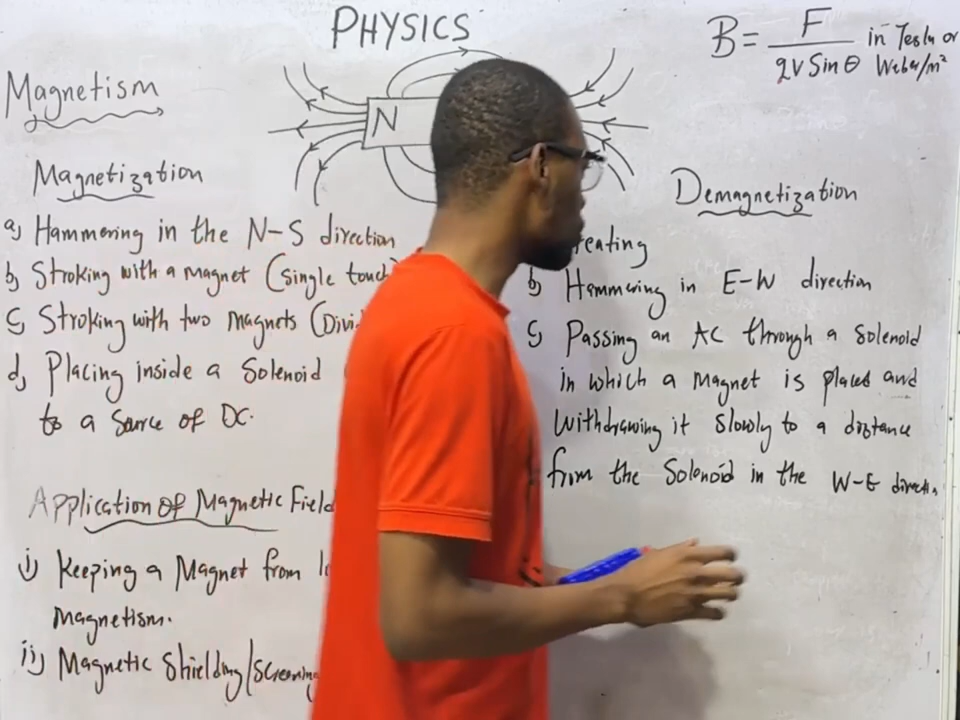 PHYSICS
B = F / qV Sin θ in Tesla or Weber/m²
Magnetism
N
Magnetization
a) Hammering in the N-S direction
b) Stroking with a magnet (Single touch)
c) Stroking with two magnets
d) Placing inside a Solenoid
to a Source of DC.
Application of Magnetic Field
i) Keeping a Magnet from
Magnetism.
ii) Magnetic Shielding/Screening
Demagnetization
b) Hammering in E-W direction
c) Passing an AC through a Solenoid
in which a magnet is placed and
Withdrawing it slowly to a distance
from the Solenoid in the W-E